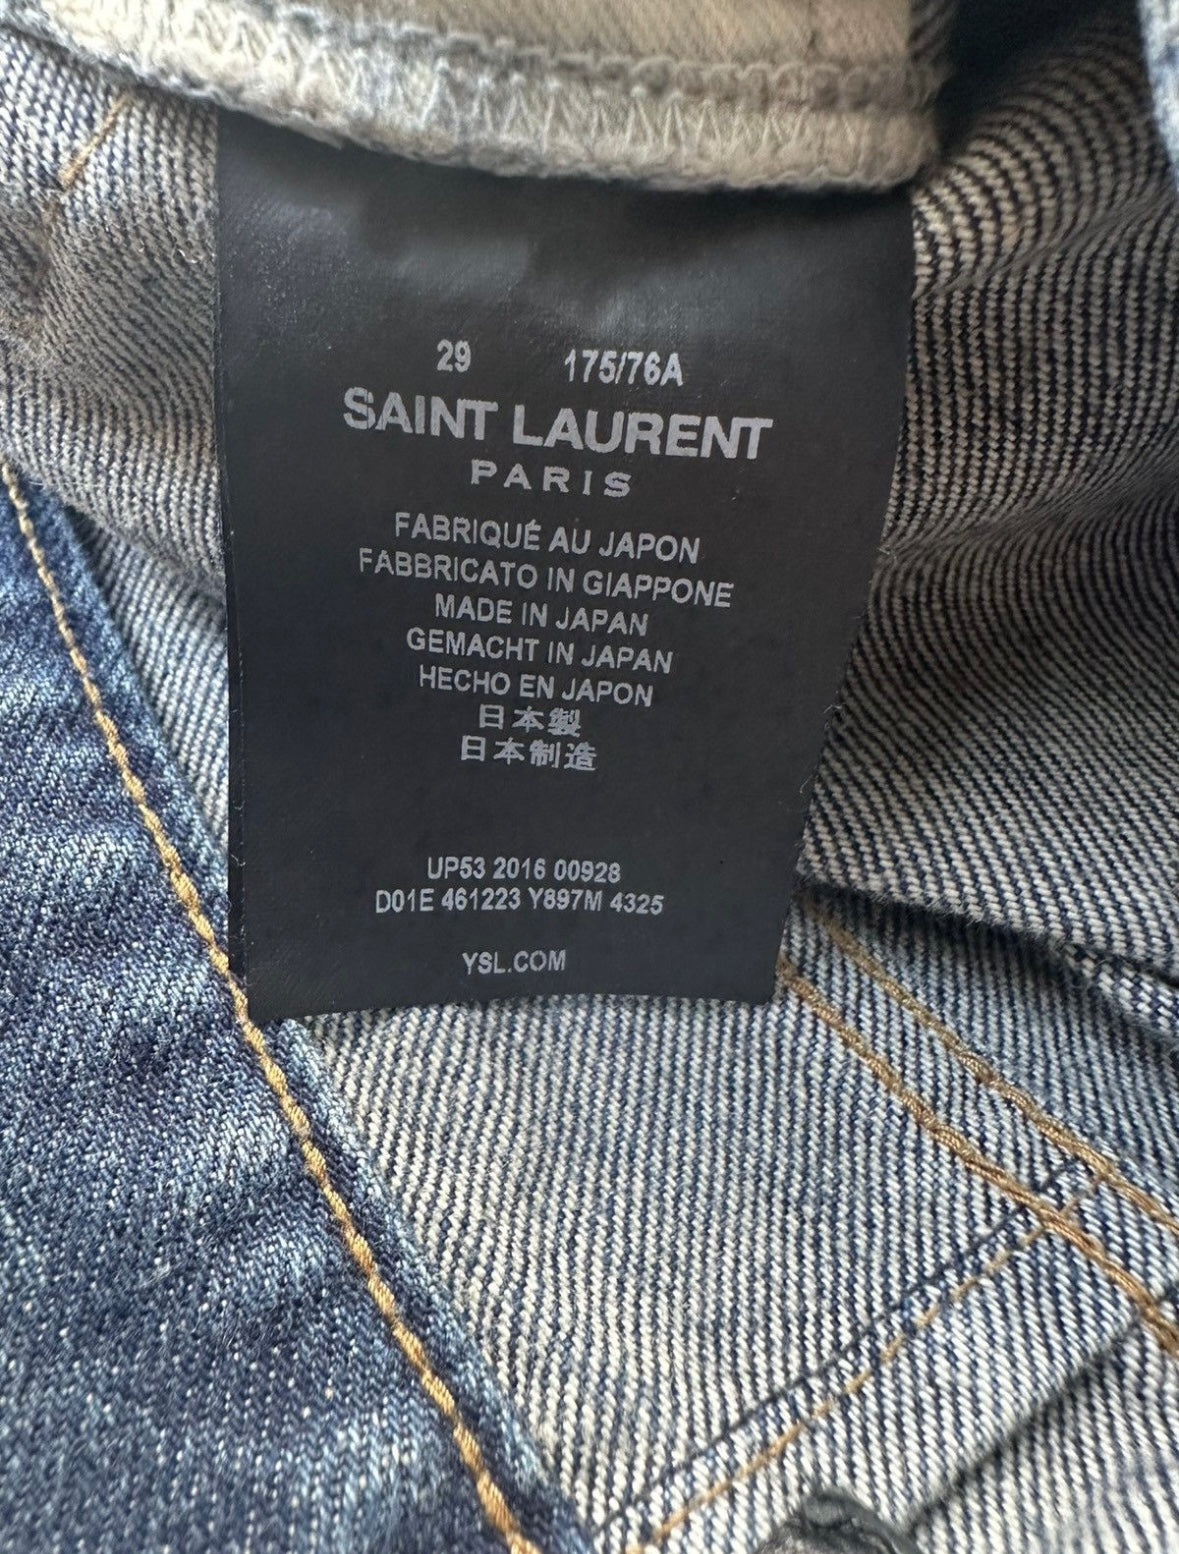 29 175/76A
SAINT LAURENT
PARIS
FABRIQUÉ AU JAPON
FABBRICATO IN GIAPPONE
MADE IN JAPAN
GEMACHT IN JAPAN
HECHO EN JAPON
日本製
日本制造
UP53 2016 00928
D01E 461223 Y897M 4325
YSL.COM